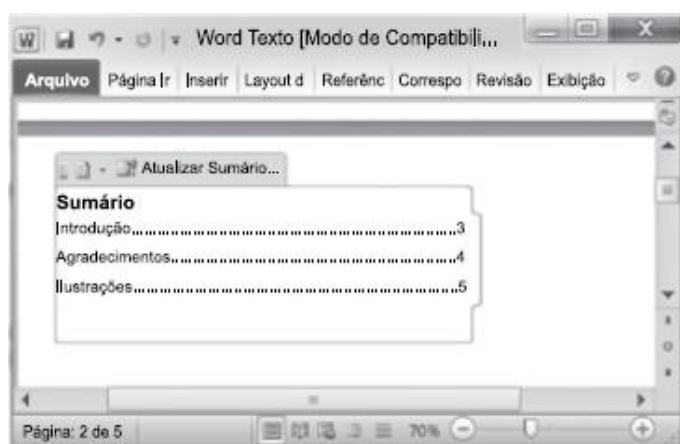 W Word Texto [Modo de Compatibili...
Arquivo Página Ir Inserir Layout d Referênc Correspo Revisão Exibição
Atualizar Sumário...
Sumário
Introdução..........................................................3
Agradecimentos..................................................4
Ilustrações..........................................................5
Página: 2 de 5 70%